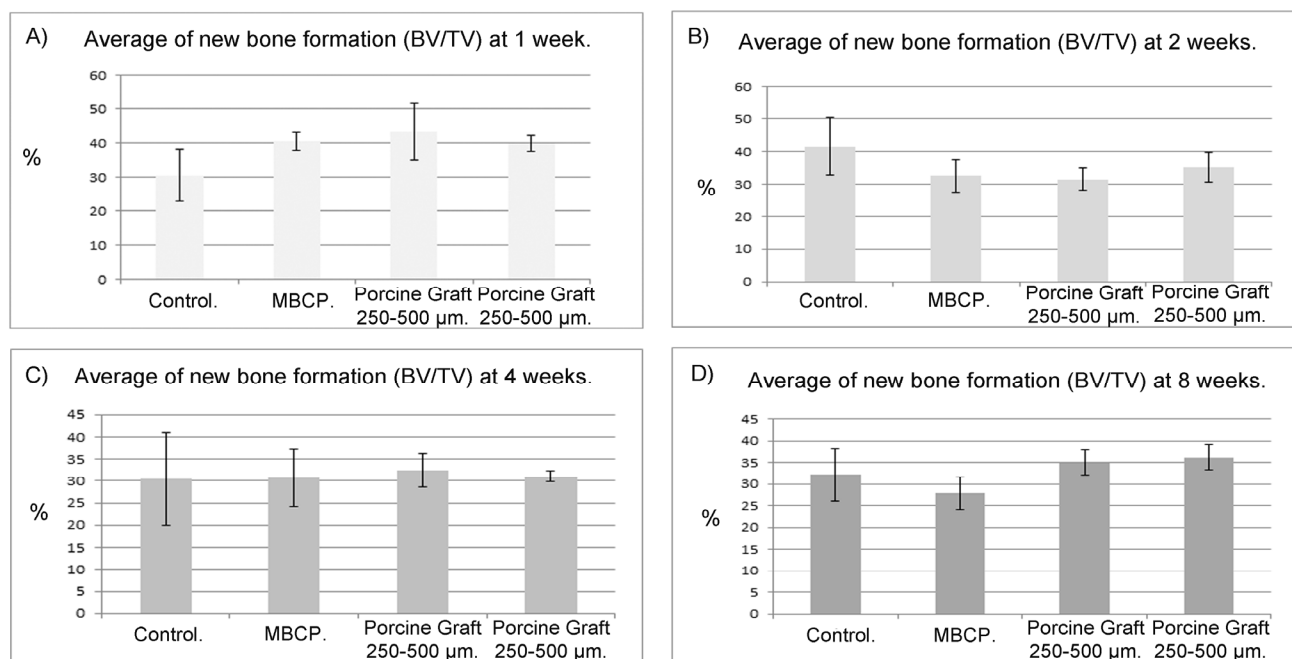 A) Average of new bone formation (BV/TV) at 1 week.
60
50
40
30
20
10
0
%
Control.
MBCP.
Porcine Graft
250-500 µm.
Porcine Graft
250-500 µm.
B) Average of new bone formation (BV/TV) at 2 weeks.
60
50
40
30
20
10
0
%
Control.
MBCP.
Porcine Graft
250-500 µm.
Porcine Graft
250-500 µm.
C) Average of new bone formation (BV/TV) at 4 weeks.
45
40
35
30
25
20
15
10
5
0
%
Control.
MBCP.
Porcine Graft
250-500 µm.
Porcine Graft
250-500 µm.
D) Average of new bone formation (BV/TV) at 8 weeks.
45
40
35
30
25
20
15
10
5
0
%
Control.
MBCP.
Porcine Graft
250-500 µm.
Porcine Graft
250-500 µm.